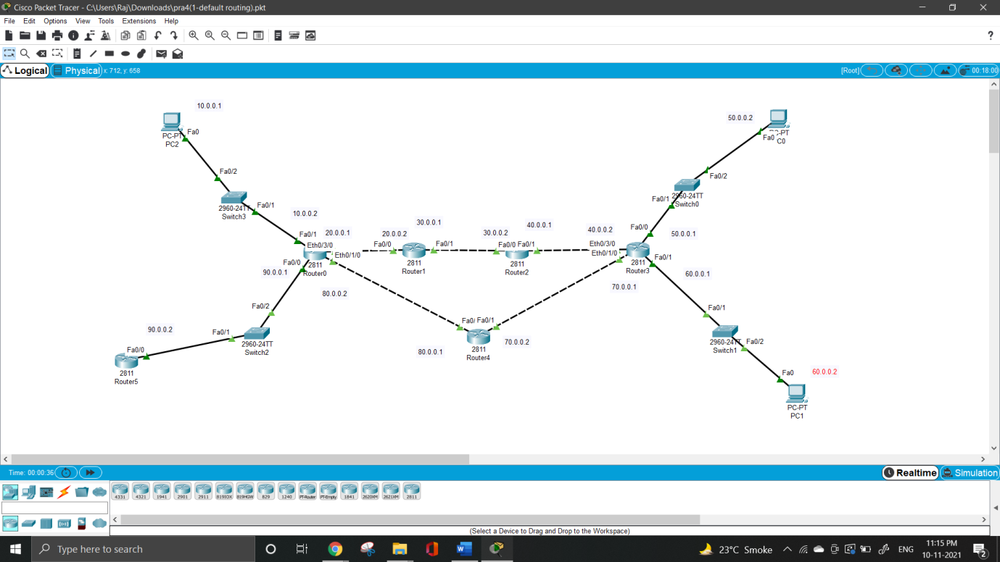 Cisco Packet Tracer - C:\Users\Raj\Downloads\pra4(1-default routing).pkt
File Edit Options View Tools Extensions Help
Logical Physical x: 712, y: 658 [Root] 00:18:00
10.0.0.1
PC-PT
PC2
Fa0
Fa0/2
2960-24TT
Switch3
Fa0/1
10.0.0.2
Fa0/1
20.0.0.1
Eth0/3/0
Eth0/1/0
Fa0/0
2811
Router0
90.0.0.1
80.0.0.2
20.0.0.2
Fa0/0
30.0.0.1
Fa0/1
2811
Router1
30.0.0.2
Fa0/0 Fa0/1
40.0.0.1
2811
Router2
40.0.0.2
Eth0/3/0
Eth0/1/0
Fa0/0
50.0.0.1
Fa0/1
2811
Router3
60.0.0.1
70.0.0.1
50.0.0.2
Fa0
Fa0/2
Fa0/1
2960-24TT
Switch0
Fa0/2
Fa0/1
2960-24TT
Switch2
90.0.0.2
Fa0/0
2811
Router5
Fa0/1
80.0.0.1
70.0.0.2
2811
Router4
Fa0/1
2960-24TT
Switch1
Fa0/2
Fa0
60.0.0.2
PC-PT
PC1
Time: 00:00:36 Realtime Simulation
4331 4321 1941 2901 2911 819IOX 819HGW 829 1240 PT-Router PT-Empty 1841 2620XM 2621XM 2811
(Select a Device to Drag and Drop to the Workspace)
Type here to search
23°C Smoke ENG 11:15 PM
10-11-2021
2